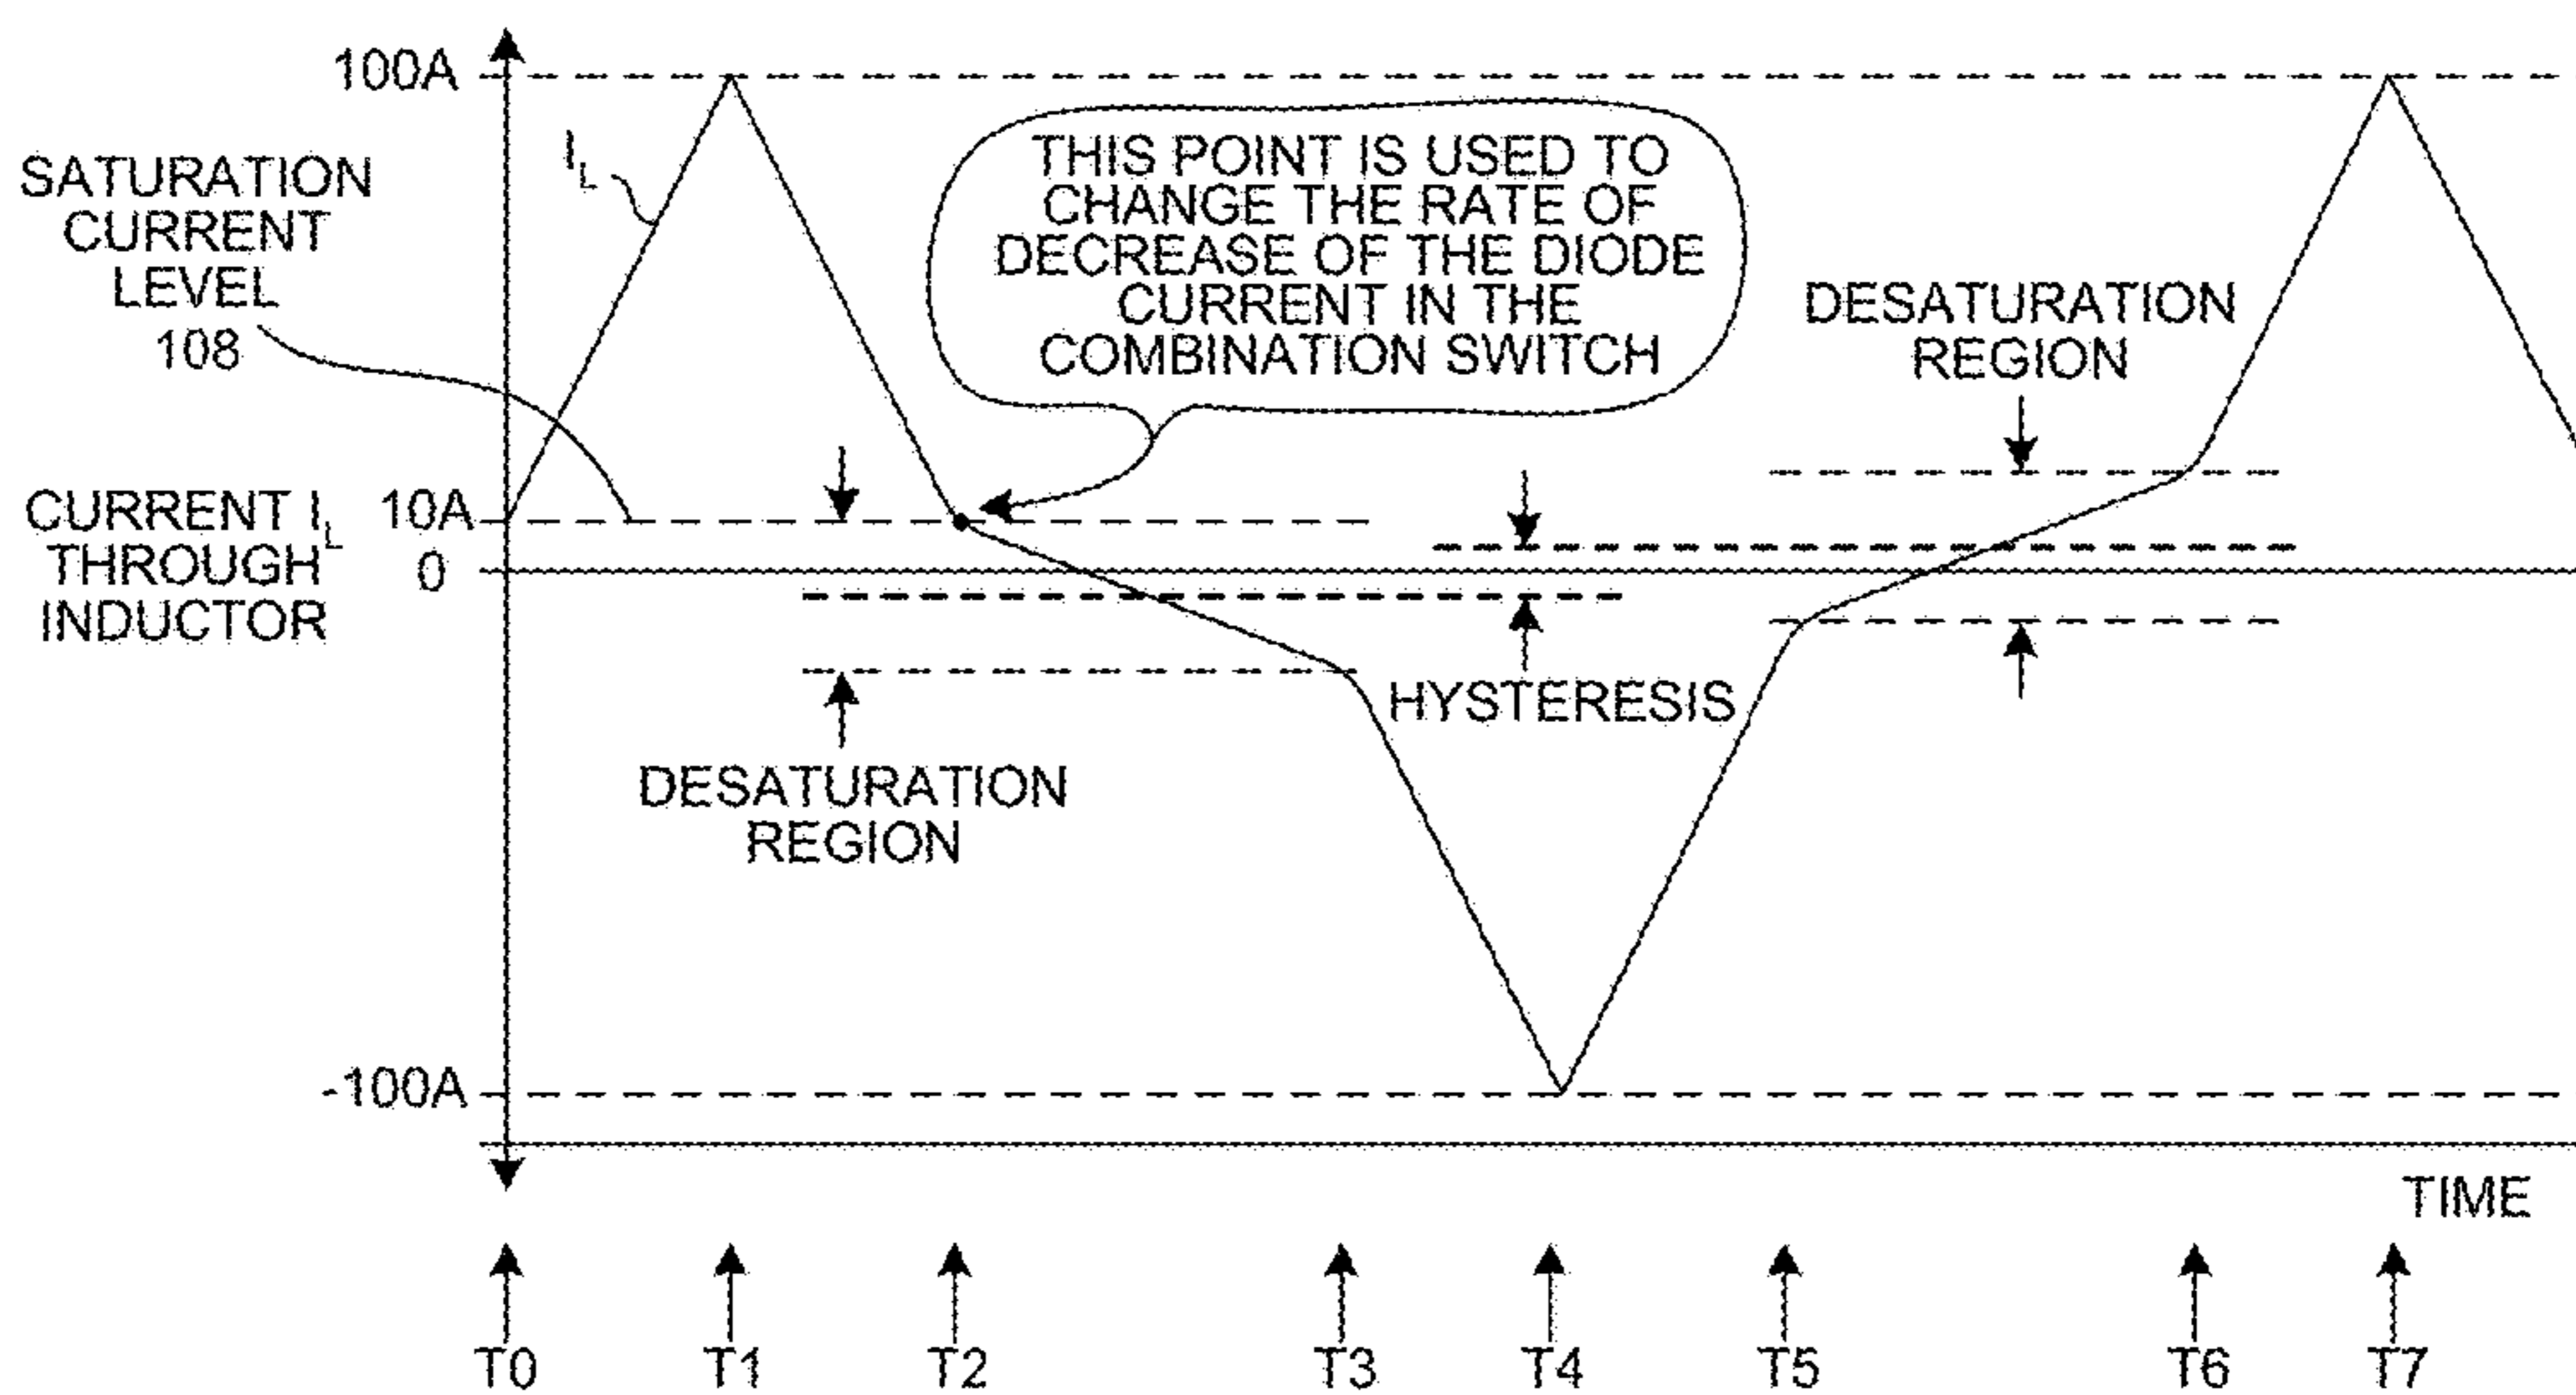 100A
I_L
SATURATION
CURRENT
LEVEL
108
THIS POINT IS USED TO
CHANGE THE RATE OF
DECREASE OF THE DIODE
CURRENT IN THE
COMBINATION SWITCH
DESATURATION
REGION
CURRENT I_L
THROUGH
INDUCTOR
10A
0
HYSTERESIS
DESATURATION
REGION
-100A
TIME
T0 T1 T2 T3 T4 T5 T6 T7